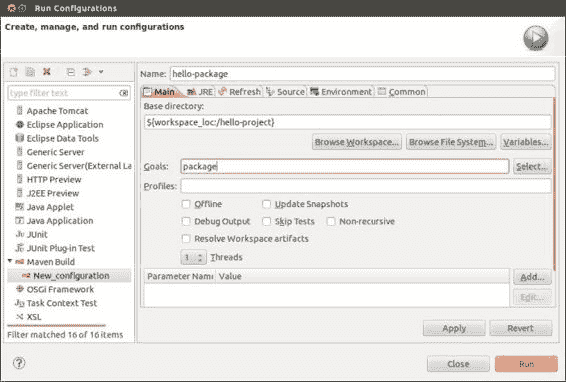 Run Configurations
Create, manage, and run configurations
Name: hello-package
type filter text
Main JRE Refresh Source Environment Common
Base directory:
${workspace_loc:/hello-project}
Browse Workspace... Browse File System... Variables...
Goals: package Select...
Profiles:
Offline Update Snapshots
Debug Output Skip Tests Non-recursive
Resolve Workspace artifacts
1 Threads
Parameter Name Value Add...
Edit...
Apache Tomcat
Eclipse Application
Eclipse Data Tools
Generic Server
Generic Server(External La
HTTP Preview
J2EE Preview
Java Applet
Java Application
JUnit
JUnit Plug-in Test
Maven Build
New_configuration
OSGi Framework
Task Context Test
XSL
Filter matched 16 of 16 items
Apply Revert
Close Run